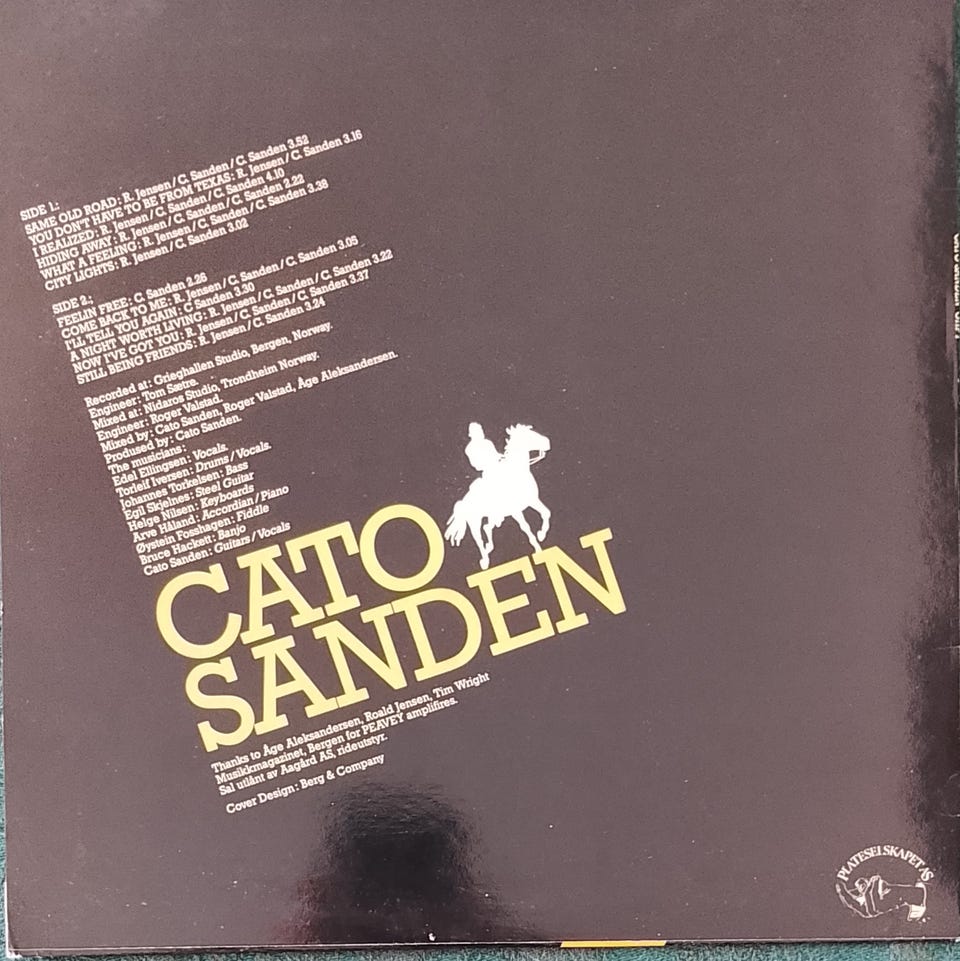 SIDE 1.:
SAME OLD ROAD: R. Jensen/C. Sanden/C. Sanden 3.52
YOU DON'T HAVE TO BE FROM TEXAS: R. Jensen/C. Sanden 3.16
I REALIZED: R. Jensen/C. Sanden/C. Sanden 4.10
HIDING AWAY: R. Jensen/C. Sanden/C. Sanden 2.22
WHAT A FEELING: R. Jensen/C. Sanden/C. Sanden 3.38
CITY LIGHTS: R. Jensen/C. Sanden 3.02
SIDE 2.;
FEELIN FREE: C. Sanden 2.26
COME BACK TO ME: R. Jensen/C. Sanden/C. Sanden 3.05
I'LL TELL YOU AGAIN: C Sanden 3.30
A NIGHT WORTH LIVING: R. Jensen/C. Sanden/C. Sanden 3.22
NOW I'VE GOT YOU: R. Jensen/C. Sanden/C. Sanden 3.37
STILL BEING FRIENDS: R. Jensen/C. Sanden 3.24
Recorded at: Grieghallen Studio, Bergen, Norway.
Engineer: Tom Sætre.
Mixed at: Nidaros Studio, Trondheim Norway.
Engineer: Roger Valstad.
Mixed by: Cato Sanden, Roger Valstad, Åge Aleksandersen.
Prodused by: Cato Sanden.
The musicians:
Edel Ellingsen: Vocals.
Torleif Iversen: Drums/Vocals.
Johannes Torkelsen: Bass
Egil Skjelnes: Steel Guitar
Helge Nilsen: Keyboards
Arve Håland: Accordian/Piano
Øystein Fosshagen: Fiddle
Bruce Hackett: Banjo
Cato Sanden: Guitars/Vocals
CATO
SANDEN
Thanks to Åge Aleksandersen, Roald Jensen, Tim Wright
Musikkmagazinet, Bergen for PEAVEY amplifires.
Sal utlånt av Aagård AS, rideutstyr.
Cover Design: Berg & Company
PLATESELSKAPET A/S